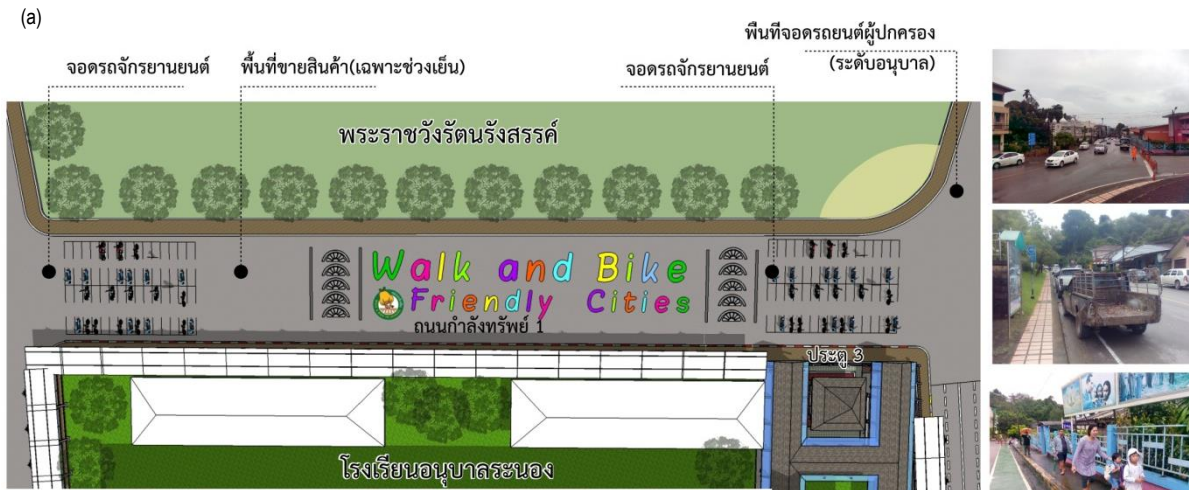 (a)
พื้นที่จอดรถยนต์ผู้ปกครอง
(ระดับอนุบาล)
จอดรถจักรยานยนต์
พื้นที่ขายสินค้า(เฉพาะช่วงเย็น)
จอดรถจักรยานยนต์
พระราชวังรัตนรังสรรค์
Walk and Bike
Friendly Cities
ถนนกำลังทรัพย์ 1
ประตู 3
โรงเรียนอนุบาลระนอง